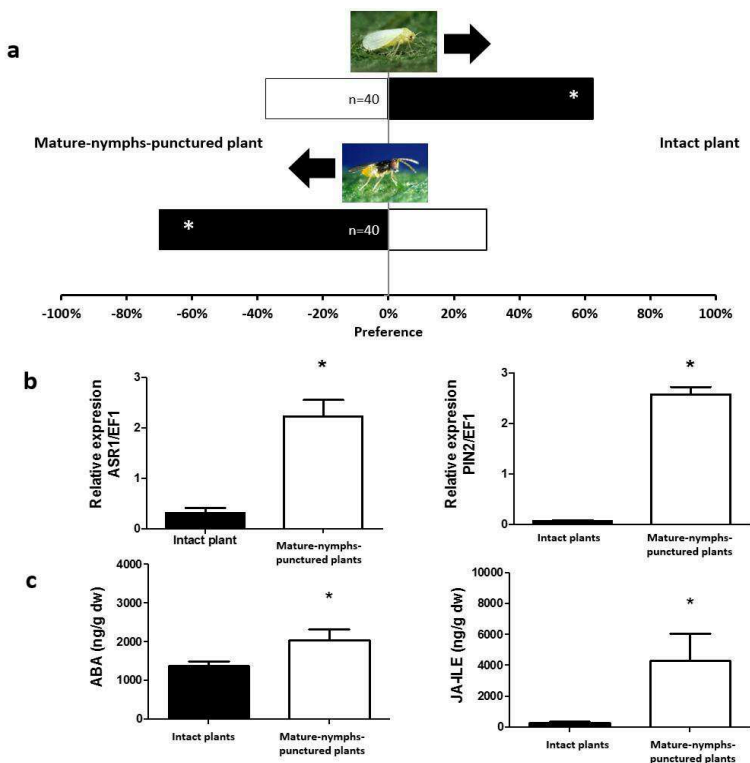 a
n=40
*
Mature-nymphs-punctured plant
Intact plant
*
n=40
-100%
-80%
-60%
-40%
-20%
0%
20%
40%
60%
80%
100%
Preference
b
Relative expresion
ASR1/EF1
3
2
1
0
*
Intact plant
Mature-nymphs-
punctured plants
Relative expresion
PIN2/EF1
3
2
1
0
*
Intact plants
Mature-nymphs-
punctured plants
c
ABA (ng/g dw)
4000
3000
2000
1000
0
*
Intact plants
Mature-nymphs-
punctured plants
JA-ILE (ng/g dw)
10000
8000
6000
4000
2000
0
*
Intact plants
Mature-nymphs-
punctured plants